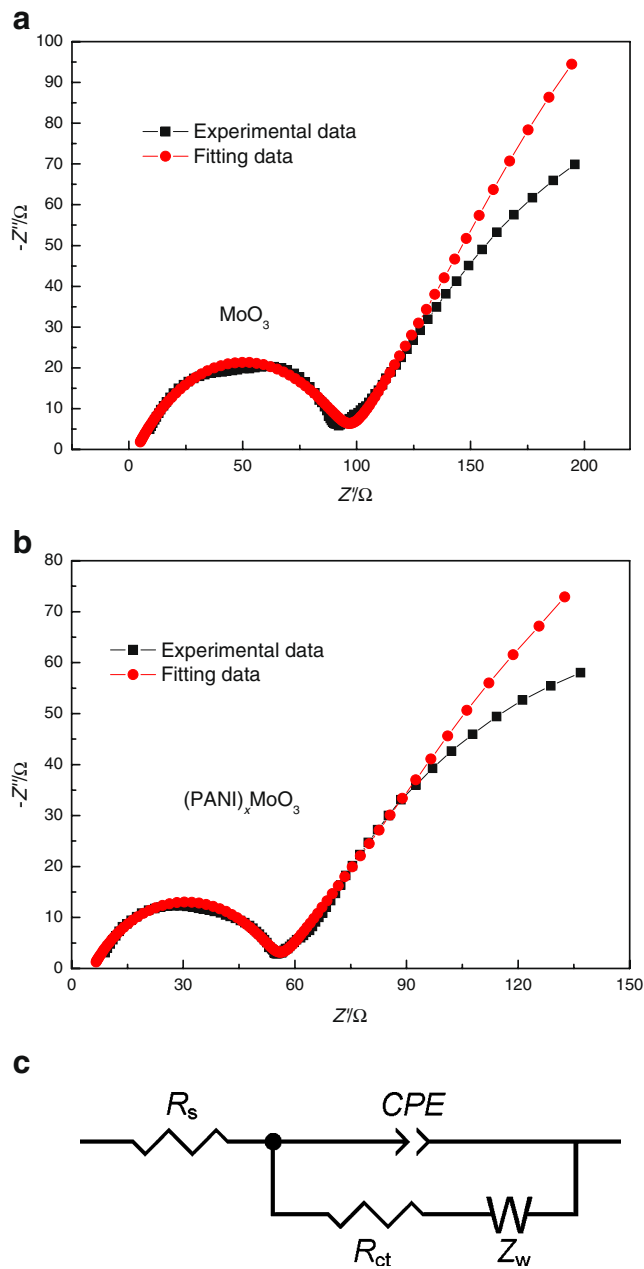 a
100
90
80
70
60
50
40
30
20
10
0
-Z"/Ω
Experimental data
Fitting data
MoO₃
0 50 100 150 200
Z'/Ω
b
80
70
60
50
40
30
20
10
0
-Z"/Ω
Experimental data
Fitting data
(PANI)ₓMoO₃
0 30 60 90 120 150
Z'/Ω
c
Rs CPE
Rct Zw